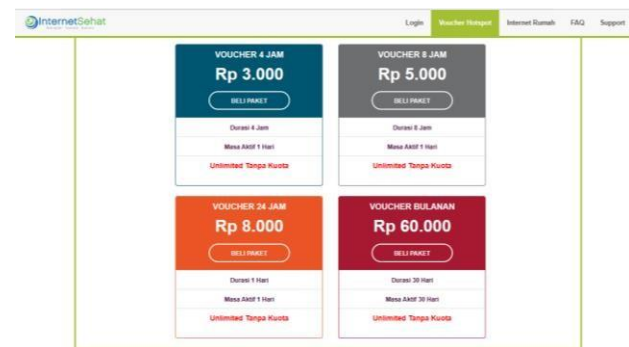 InternetSehat
Login
Voucher Hotspot
Internet Rumah
FAQ
Support
VOUCHER 4 JAM
Rp 3.000
BELI PAKET
Durasi 4 Jam
Masa Aktif 1 Hari
Unlimited Tanpa Kuota
VOUCHER 8 JAM
Rp 5.000
BELI PAKET
Durasi 8 Jam
Masa Aktif 1 Hari
Unlimited Tanpa Kuota
VOUCHER 24 JAM
Rp 8.000
BELI PAKET
Durasi 1 Hari
Masa Aktif 1 Hari
Unlimited Tanpa Kuota
VOUCHER BULANAN
Rp 60.000
BELI PAKET
Durasi 30 Hari
Masa Aktif 30 Hari
Unlimited Tanpa Kuota